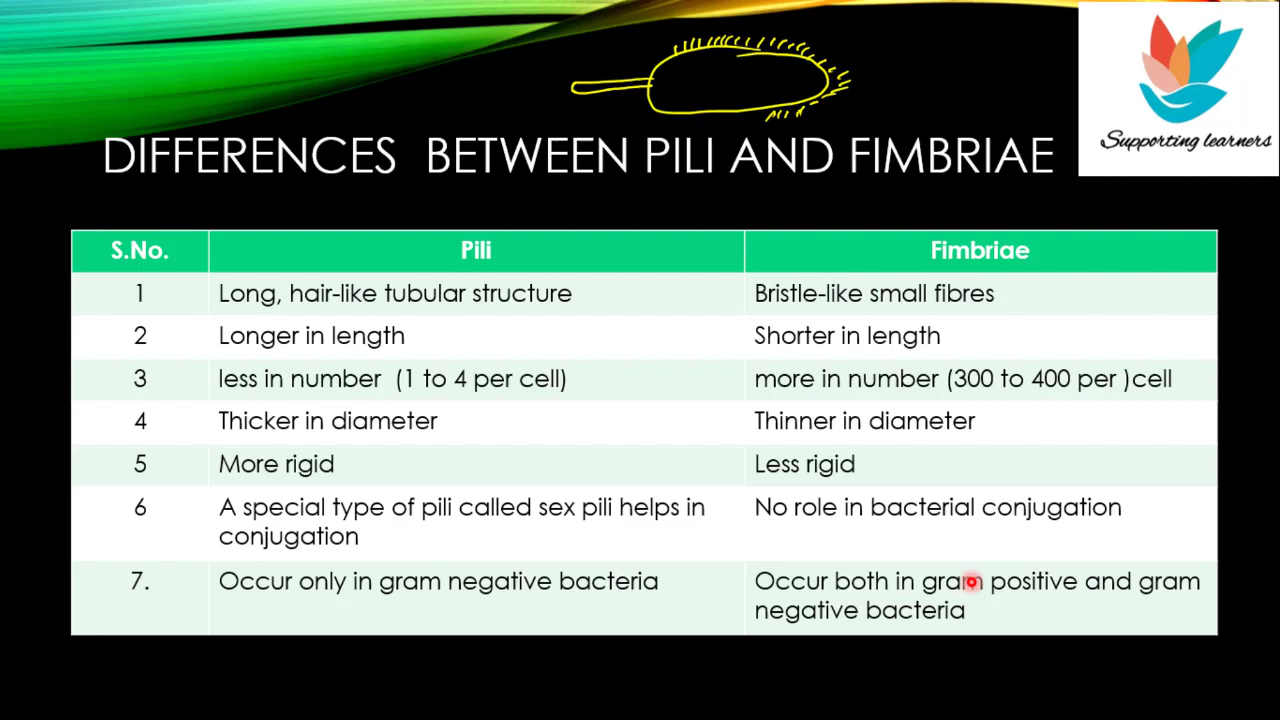 Supporting learners
DIFFERENCES BETWEEN PILI AND FIMBRIAE
S.No. Pili Fimbriae
1 Long, hair-like tubular structure Bristle-like small fibres
2 Longer in length Shorter in length
3 less in number (1 to 4 per cell) more in number (300 to 400 per )cell
4 Thicker in diameter Thinner in diameter
5 More rigid Less rigid
6 A special type of pili called sex pili helps in No role in bacterial conjugation
conjugation
7. Occur only in gram negative bacteria Occur both in gram positive and gram
negative bacteria